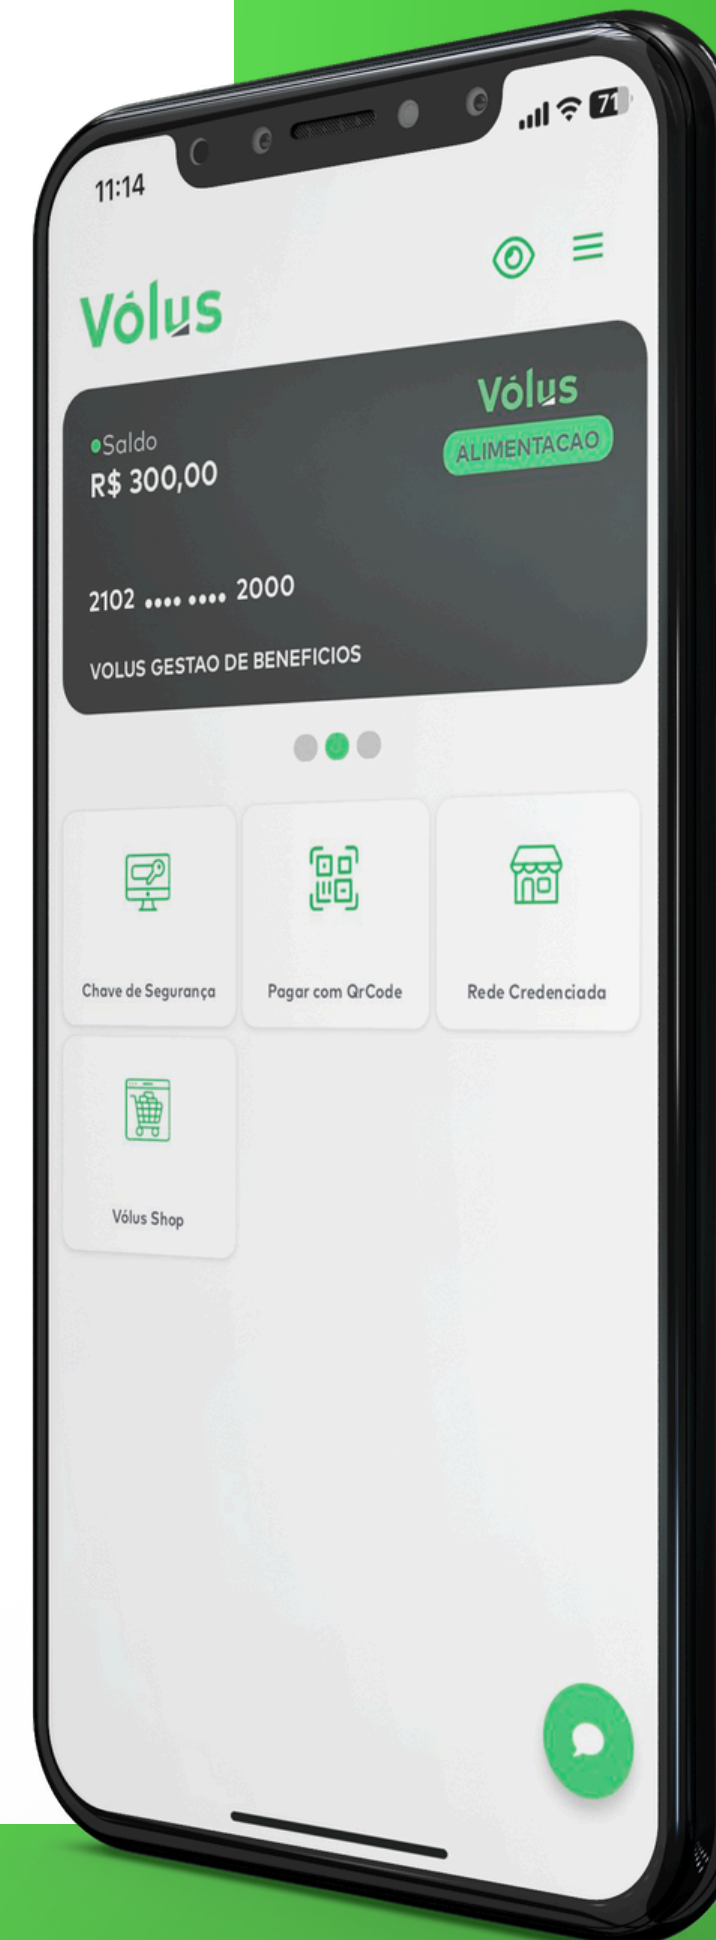 11:14
71
Vólus
Vólus
ALIMENTACAO
Saldo
R$ 300,00
2102 •••• •••• 2000
VOLUS GESTAO DE BENEFICIOS
Chave de Segurança
Pagar com QrCode
Rede Credenciada
Vólus Shop